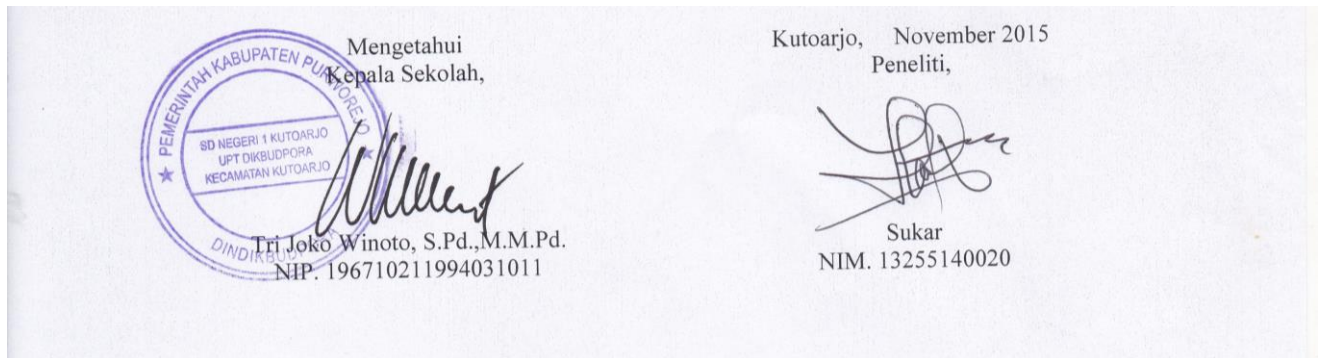 Mengetahui
Kepala Sekolah,
PEMERINTAH KABUPATEN PURWOREJO
SD NEGERI 1 KUTOARJO
UPT DIKBUDPORA
KECAMATAN KUTOARJO
Tri Joko Winoto, S.Pd.,M.M.Pd.
NIP. 196710211994031011
Kutoarjo, November 2015
Peneliti,
Sukar
NIM. 13255140020